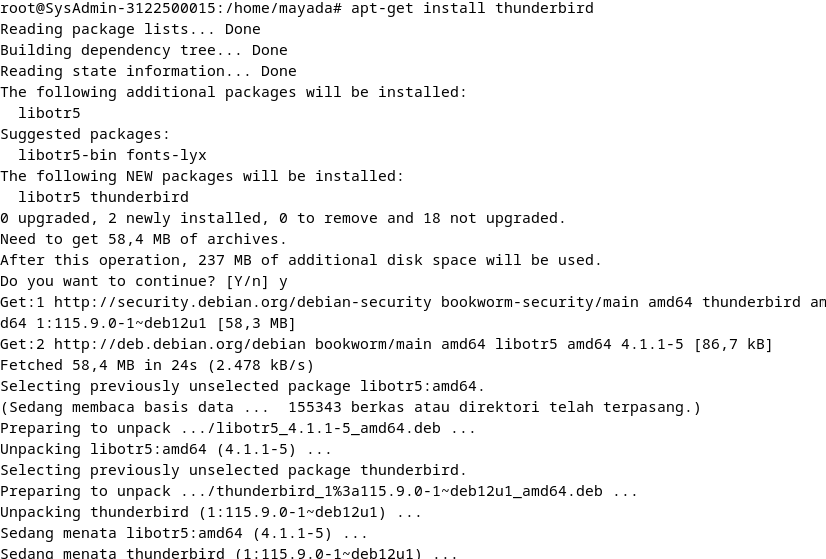 root@SysAdmin-3122500015:/home/mayada# apt-get install thunderbird
Reading package lists... Done
Building dependency tree... Done
Reading state information... Done
The following additional packages will be installed:
  libotr5
Suggested packages:
  libotr5-bin fonts-lyx
The following NEW packages will be installed:
  libotr5 thunderbird
0 upgraded, 2 newly installed, 0 to remove and 18 not upgraded.
Need to get 58,4 MB of archives.
After this operation, 237 MB of additional disk space will be used.
Do you want to continue? [Y/n] y
Get:1 http://security.debian.org/debian-security bookworm-security/main amd64 thunderbird am
d64 1:115.9.0-1~deb12u1 [58,3 MB]
Get:2 http://deb.debian.org/debian bookworm/main amd64 libotr5 amd64 4.1.1-5 [86,7 kB]
Fetched 58,4 MB in 24s (2.478 kB/s)
Selecting previously unselected package libotr5:amd64.
(Sedang membaca basis data ...  155343 berkas atau direktori telah terpasang.)
Preparing to unpack .../libotr5_4.1.1-5_amd64.deb ...
Unpacking libotr5:amd64 (4.1.1-5) ...
Selecting previously unselected package thunderbird.
Preparing to unpack .../thunderbird_1%3a115.9.0-1~deb12u1_amd64.deb ...
Unpacking thunderbird (1:115.9.0-1~deb12u1) ...
Sedang menata libotr5:amd64 (4.1.1-5) ...
Sedang menata thunderbird (1:115.9.0-1~deb12u1) ...